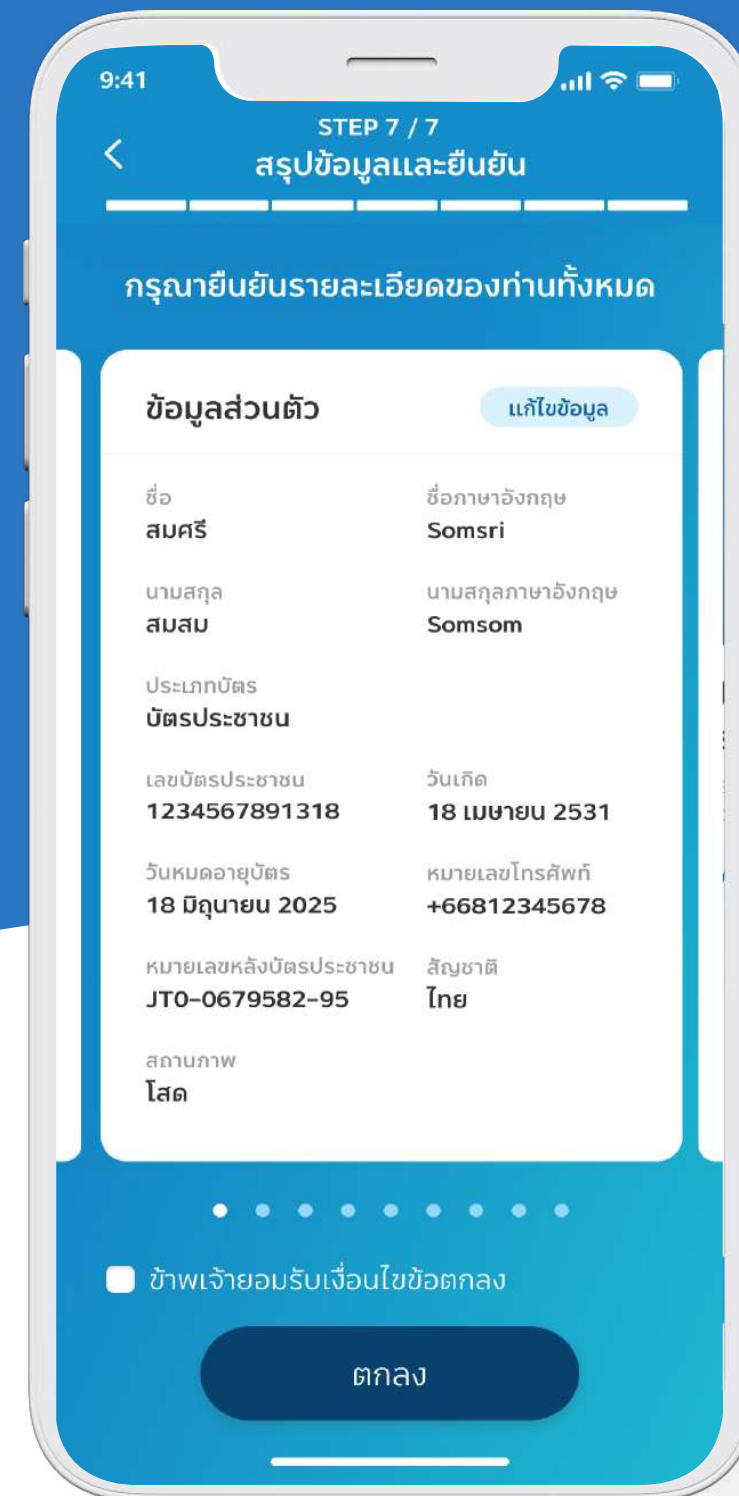 9:41
STEP 7 / 7
สรุปข้อมูลและยืนยัน
กรุณายืนยันรายละเอียดของท่านทั้งหมด
ข้อมูลส่วนตัว
แก้ไขข้อมูล
ชื่อ ชื่อภาษาอังกฤษ
สมศรี Somsri
นามสกุล นามสกุลภาษาอังกฤษ
สมสม Somsom
ประเภทบัตร
บัตรประชาชน
เลขบัตรประชาชน วันเกิด
1234567891318 18 เมษายน 2531
วันหมดอายุบัตร หมายเลขโทรศัพท์
18 มิถุนายน 2025 +66812345678
หมายเลขหลังบัตรประชาชน สัญชาติ
JT0-0679582-95 ไทย
สถานภาพ
โสด
ข้าพเจ้ายอมรับเงื่อนไขข้อตกลง
ตกลง